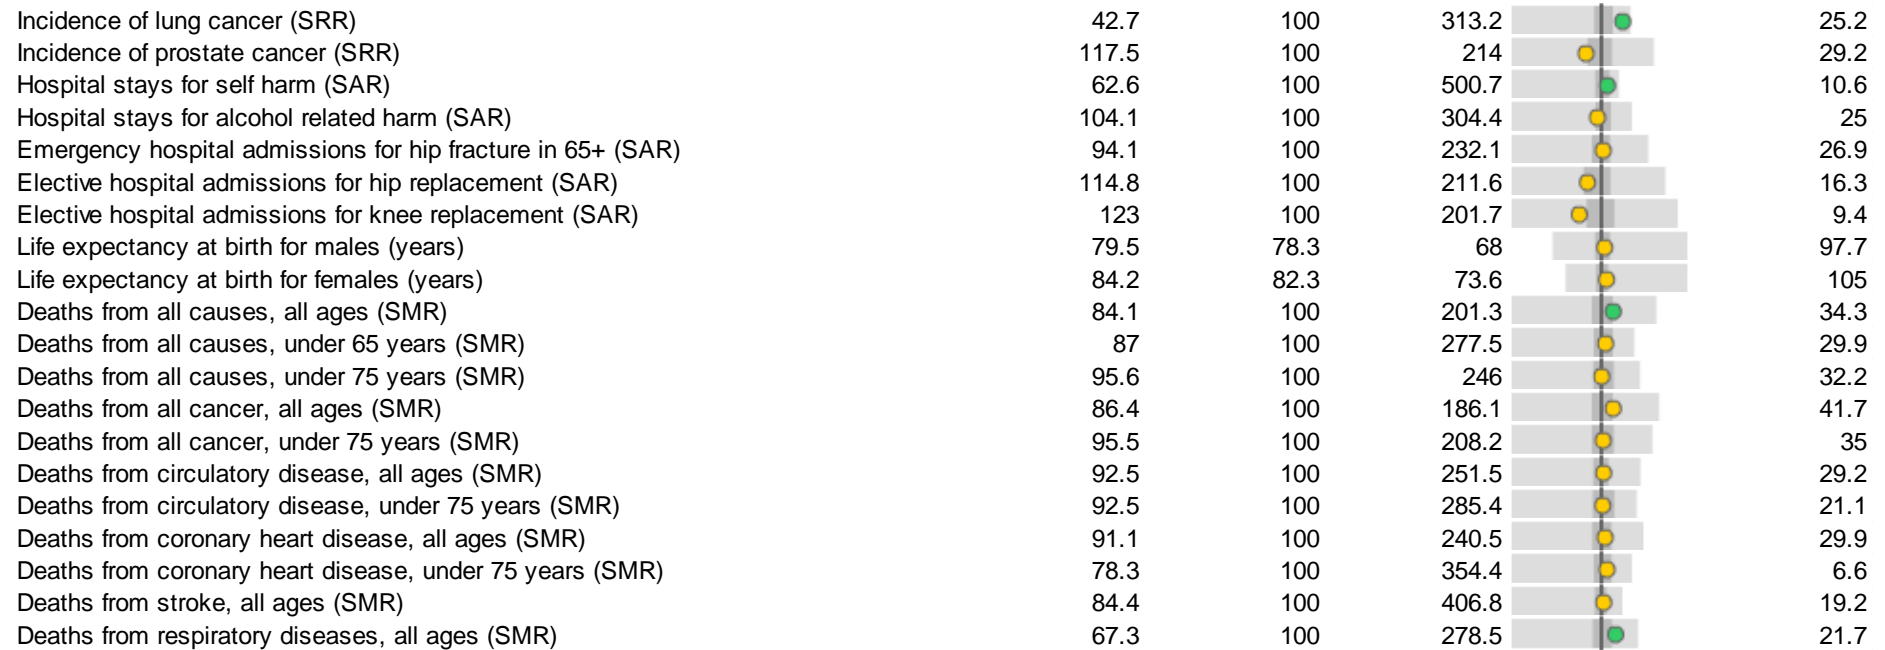 Incidence of lung cancer (SRR) 42.7 100 313.2 25.2
Incidence of prostate cancer (SRR) 117.5 100 214 29.2
Hospital stays for self harm (SAR) 62.6 100 500.7 10.6
Hospital stays for alcohol related harm (SAR) 104.1 100 304.4 25
Emergency hospital admissions for hip fracture in 65+ (SAR) 94.1 100 232.1 26.9
Elective hospital admissions for hip replacement (SAR) 114.8 100 211.6 16.3
Elective hospital admissions for knee replacement (SAR) 123 100 201.7 9.4
Life expectancy at birth for males (years) 79.5 78.3 68 97.7
Life expectancy at birth for females (years) 84.2 82.3 73.6 105
Deaths from all causes, all ages (SMR) 84.1 100 201.3 34.3
Deaths from all causes, under 65 years (SMR) 87 100 277.5 29.9
Deaths from all causes, under 75 years (SMR) 95.6 100 246 32.2
Deaths from all cancer, all ages (SMR) 86.4 100 186.1 41.7
Deaths from all cancer, under 75 years (SMR) 95.5 100 208.2 35
Deaths from circulatory disease, all ages (SMR) 92.5 100 251.5 29.2
Deaths from circulatory disease, under 75 years (SMR) 92.5 100 285.4 21.1
Deaths from coronary heart disease, all ages (SMR) 91.1 100 240.5 29.9
Deaths from coronary heart disease, under 75 years (SMR) 78.3 100 354.4 6.6
Deaths from stroke, all ages (SMR) 84.4 100 406.8 19.2
Deaths from respiratory diseases, all ages (SMR) 67.3 100 278.5 21.7